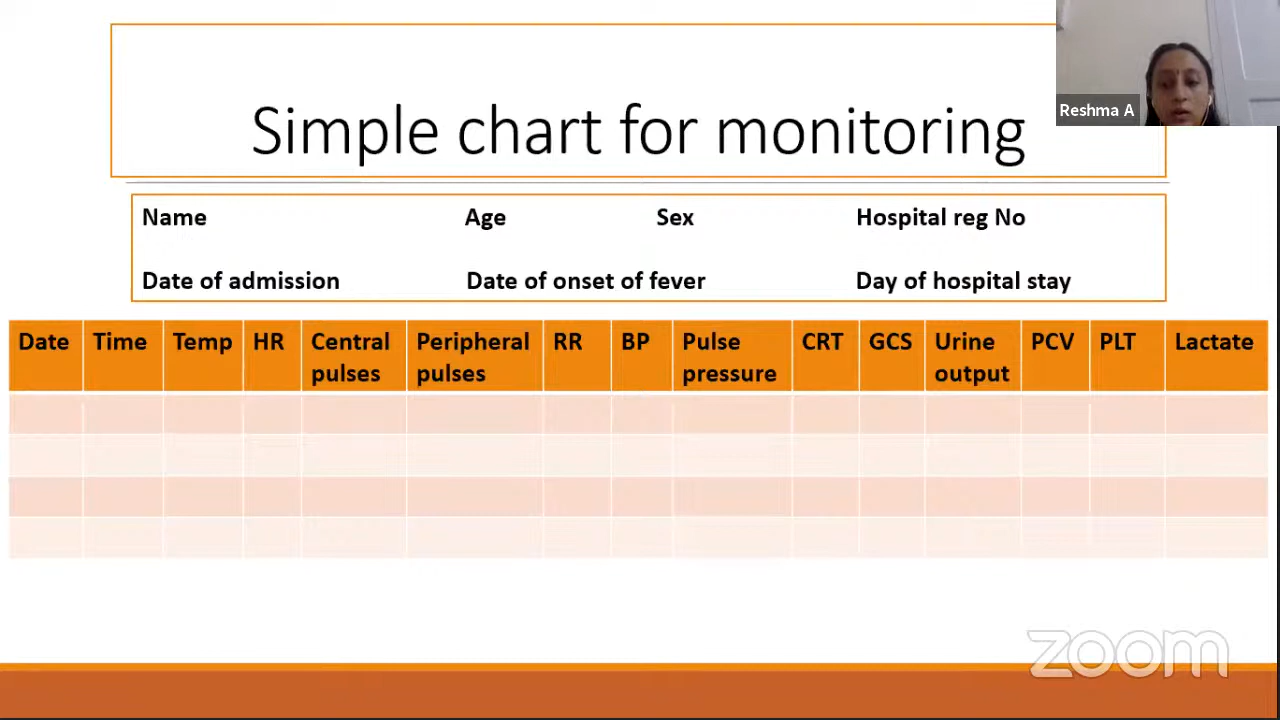 Simple chart for monitoring
Reshma A
Name Age Sex Hospital reg No
Date of admission Date of onset of fever Day of hospital stay
Date Time Temp HR Central pulses Peripheral pulses RR BP Pulse pressure CRT GCS Urine output PCV PLT Lactate
zoom